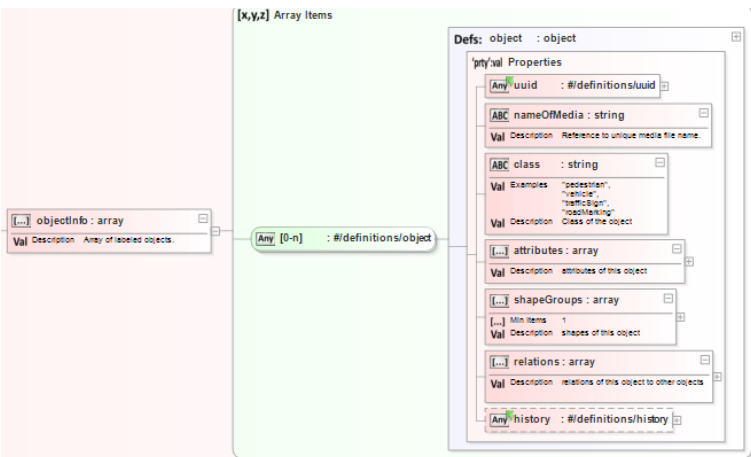 [x,y,z] Array Items
Defs: object : object
'prty':val Properties
Any uuid : #/definitions/uuid
ABC nameOfMedia : string
Val Description Reference to unique media file name.
ABC class : string
Val Examples "pedestrian",
"vehicle",
"trafficSign",
"roadMarking"
Val Description Class of the object
[...] objectInfo : array
Val Description Array of labeled objects.
Any [0-n] : #/definitions/object
[...] attributes : array
Val Description attributes of this object
[...] shapeGroups : array
[...] Min Items 1
Val Description shapes of this object
[...] relations : array
Val Description relations of this object to other objects
Any history : #/definitions/history